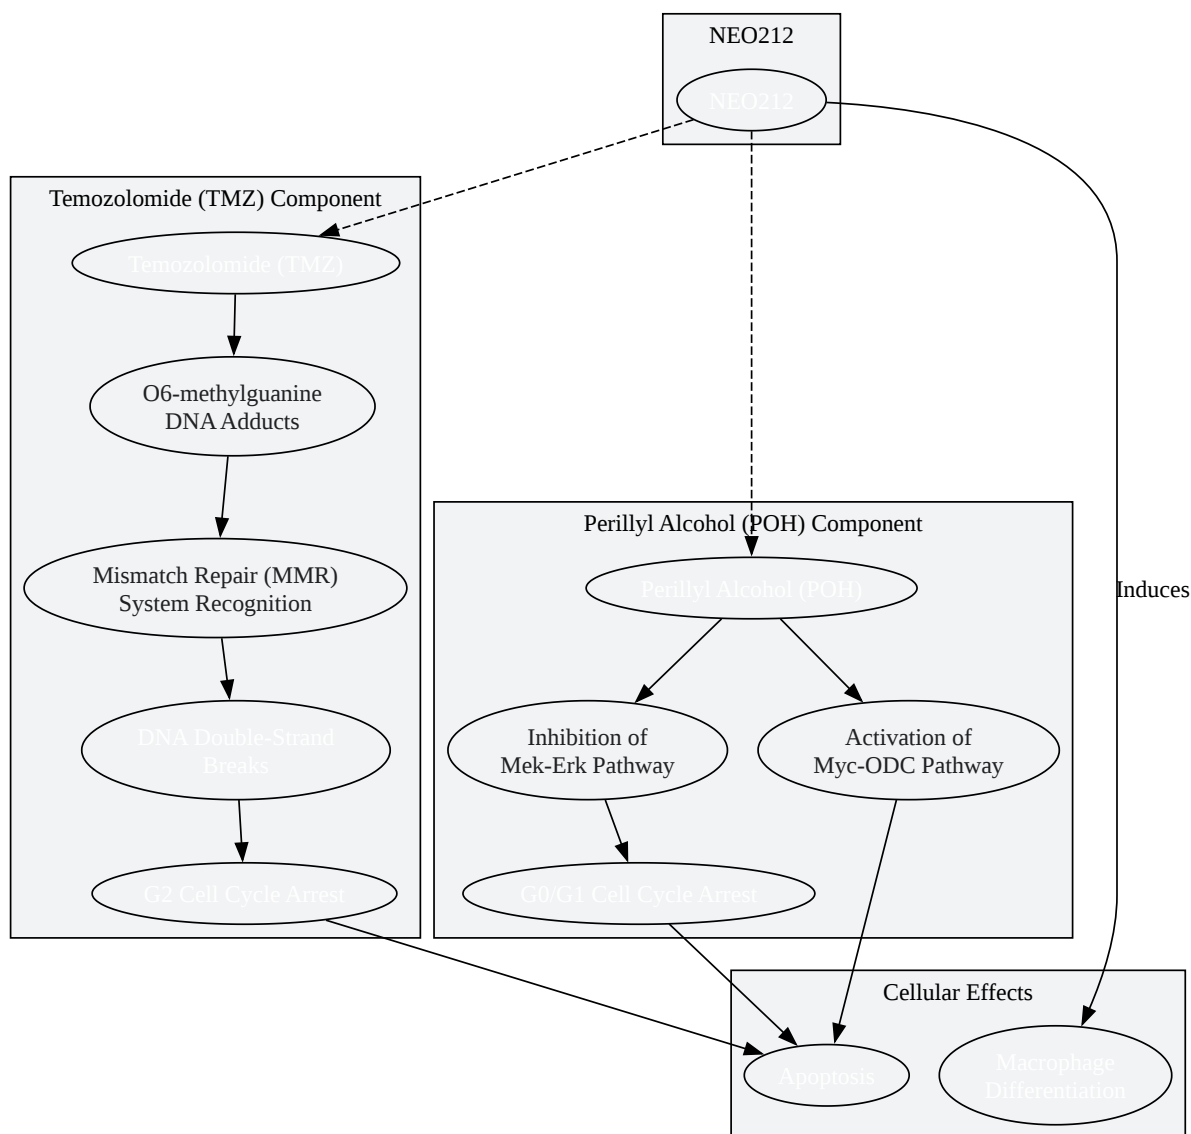 NEO212
NEO212
Temozolomide (TMZ) Component
Temozolomide (TMZ)
O6-methylguanine
DNA Adducts
Mismatch Repair (MMR)
System Recognition
DNA Double-Strand
Breaks
G2 Cell Cycle Arrest
Perillyl Alcohol (POH) Component
Perillyl Alcohol (POH)
Inhibition of
Mek-Erk Pathway
Activation of
Myc-ODC Pathway
G0/G1 Cell Cycle Arrest
Induces
Cellular Effects
Apoptosis
Macrophage
Differentiation